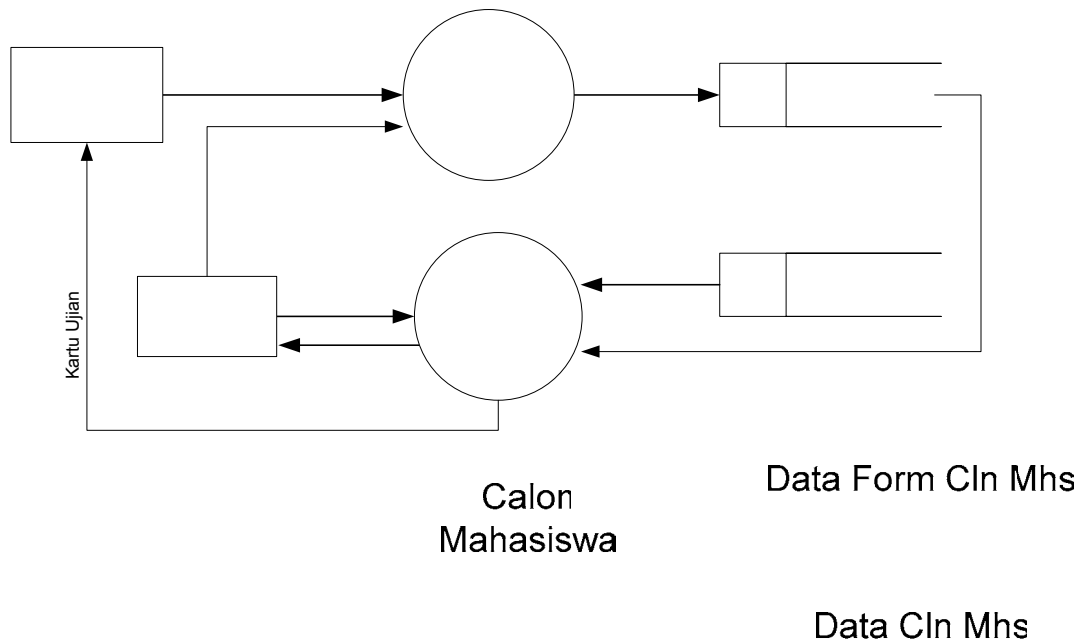 Kartu Ujian
Calon
Mahasiswa
Data Form Cln Mhs
Data Cln Mhs